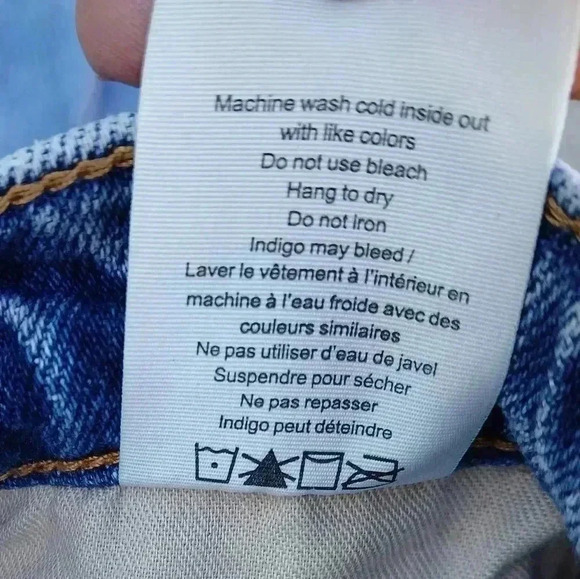 Machine wash cold inside out
with like colors
Do not use bleach
Hang to dry
Do not Iron
Indigo may bleed /
Laver le vêtement à l'intérieur en
machine à l'eau froide avec des
couleurs similaires
Ne pas utiliser d'eau de javel
Suspendre pour sécher
Ne pas repasser
Indigo peut déteindre